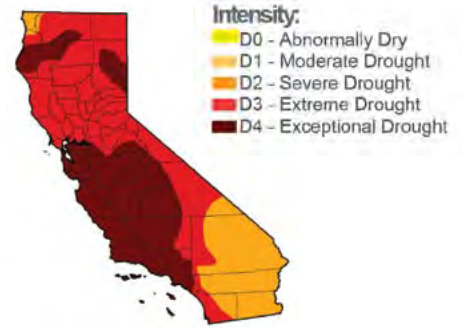 Intensity:
D0 - Abnormally Dry
D1 - Moderate Drought
D2 - Severe Drought
D3 - Extreme Drought
D4 - Exceptional Drought